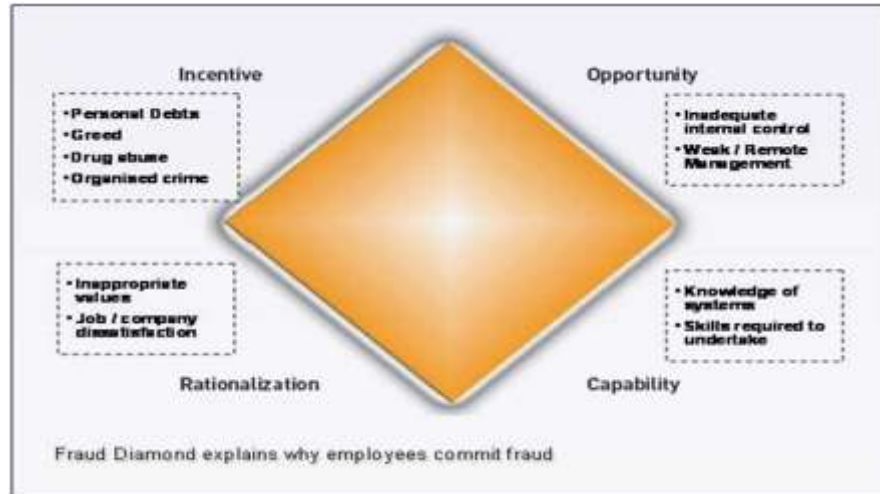 Incentive
• Personal Debts
• Greed
• Drug abuse
• Organised crime
Opportunity
• Inadequate
internal control
• Weak / Remote
Management
• Inappropriate
values
• Job / company
dissatisfaction
Rationalization
• Knowledge of
systems
• Skills required to
undertake
Capability
Fraud Diamond explains why employees commit fraud